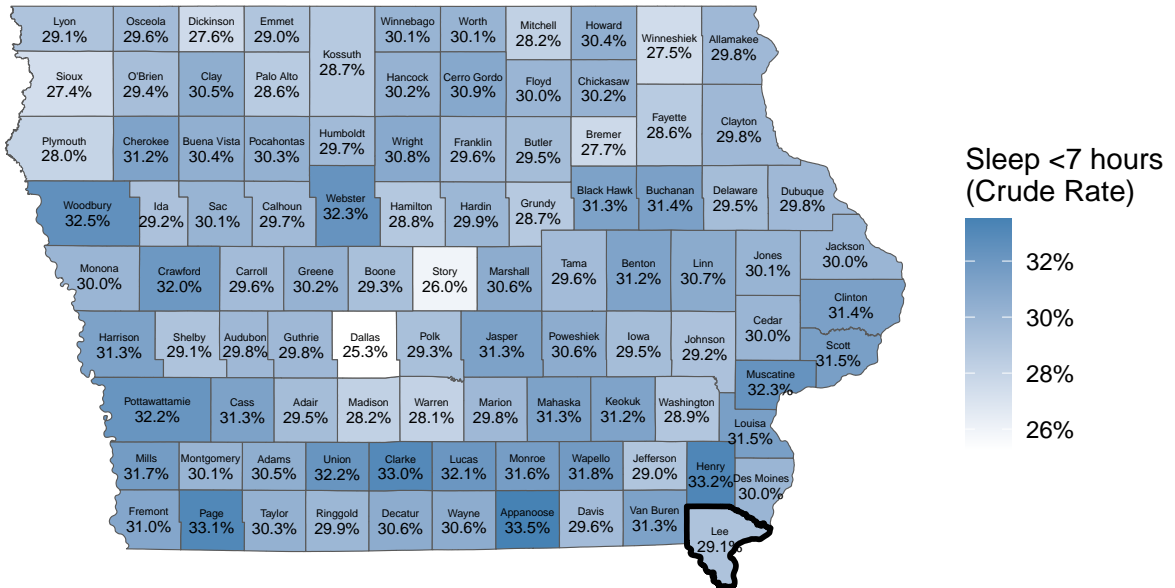 Lyon
29.1%
Osceola
29.6%
Dickinson
27.6%
Emmet
29.0%
Kossuth
28.7%
Winnebago
30.1%
Worth
30.1%
Mitchell
28.2%
Howard
30.4%
Winneshiek
27.5%
Allamakee
29.8%
Sioux
27.4%
O'Brien
29.4%
Clay
30.5%
Palo Alto
28.6%
Hancock
30.2%
Cerro Gordo
30.9%
Floyd
30.0%
Chickasaw
30.2%
Fayette
28.6%
Clayton
29.8%
Plymouth
28.0%
Cherokee
31.2%
Buena Vista
30.4%
Pocahontas
30.3%
Humboldt
29.7%
Wright
30.8%
Franklin
29.6%
Butler
29.5%
Bremer
27.7%
Woodbury
32.5%
Ida
29.2%
Sac
30.1%
Calhoun
29.7%
Webster
32.3%
Hamilton
28.8%
Hardin
29.9%
Grundy
28.7%
Black Hawk
31.3%
Buchanan
31.4%
Delaware
29.5%
Dubuque
29.8%
Monona
30.0%
Crawford
32.0%
Carroll
29.6%
Greene
30.2%
Boone
29.3%
Story
26.0%
Marshall
30.6%
Tama
29.6%
Benton
31.2%
Linn
30.7%
Jones
30.1%
Jackson
30.0%
Clinton
31.4%
Harrison
31.3%
Shelby
29.1%
Audubon
29.8%
Guthrie
29.8%
Dallas
25.3%
Polk
29.3%
Jasper
31.3%
Poweshiek
30.6%
Iowa
29.5%
Johnson
29.2%
Cedar
30.0%
Scott
31.5%
Muscatine
32.3%
Pottawattamie
32.2%
Cass
31.3%
Adair
29.5%
Madison
28.2%
Warren
28.1%
Marion
29.8%
Mahaska
31.3%
Keokuk
31.2%
Washington
28.9%
Louisa
31.5%
Mills
31.7%
Montgomery
30.1%
Adams
30.5%
Union
32.2%
Clarke
33.0%
Lucas
32.1%
Monroe
31.6%
Wapello
31.8%
Jefferson
29.0%
Henry
33.2%
Des Moines
30.0%
Fremont
31.0%
Page
33.1%
Taylor
30.3%
Ringgold
29.9%
Decatur
30.6%
Wayne
30.6%
Appanoose
33.5%
Davis
29.6%
Van Buren
31.3%
Lee
29.1%
Sleep <7 hours
(Crude Rate)
32%
30%
28%
26%